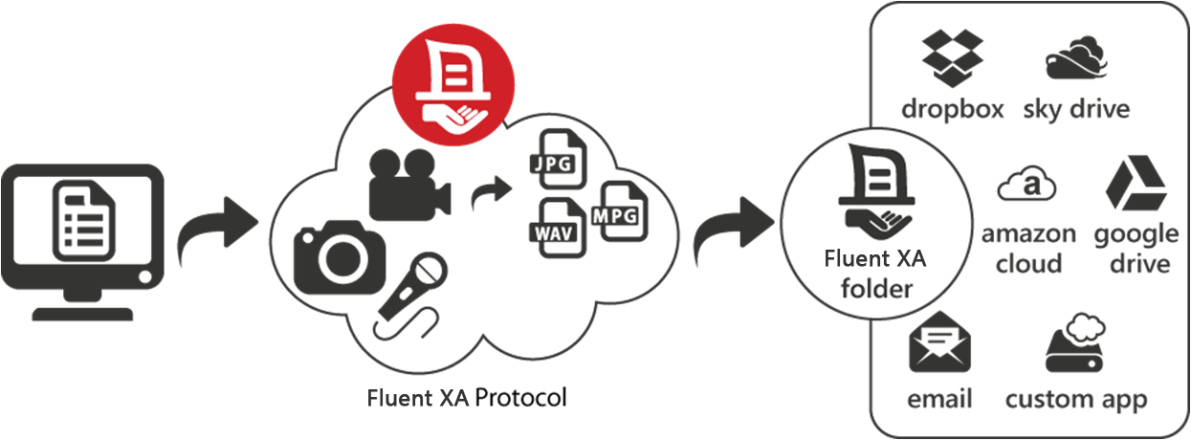 JPG
WAV
MPG
Fluent XA Protocol
Fluent XA
folder
dropbox
sky drive
a
amazon
cloud
google
drive
email
custom app